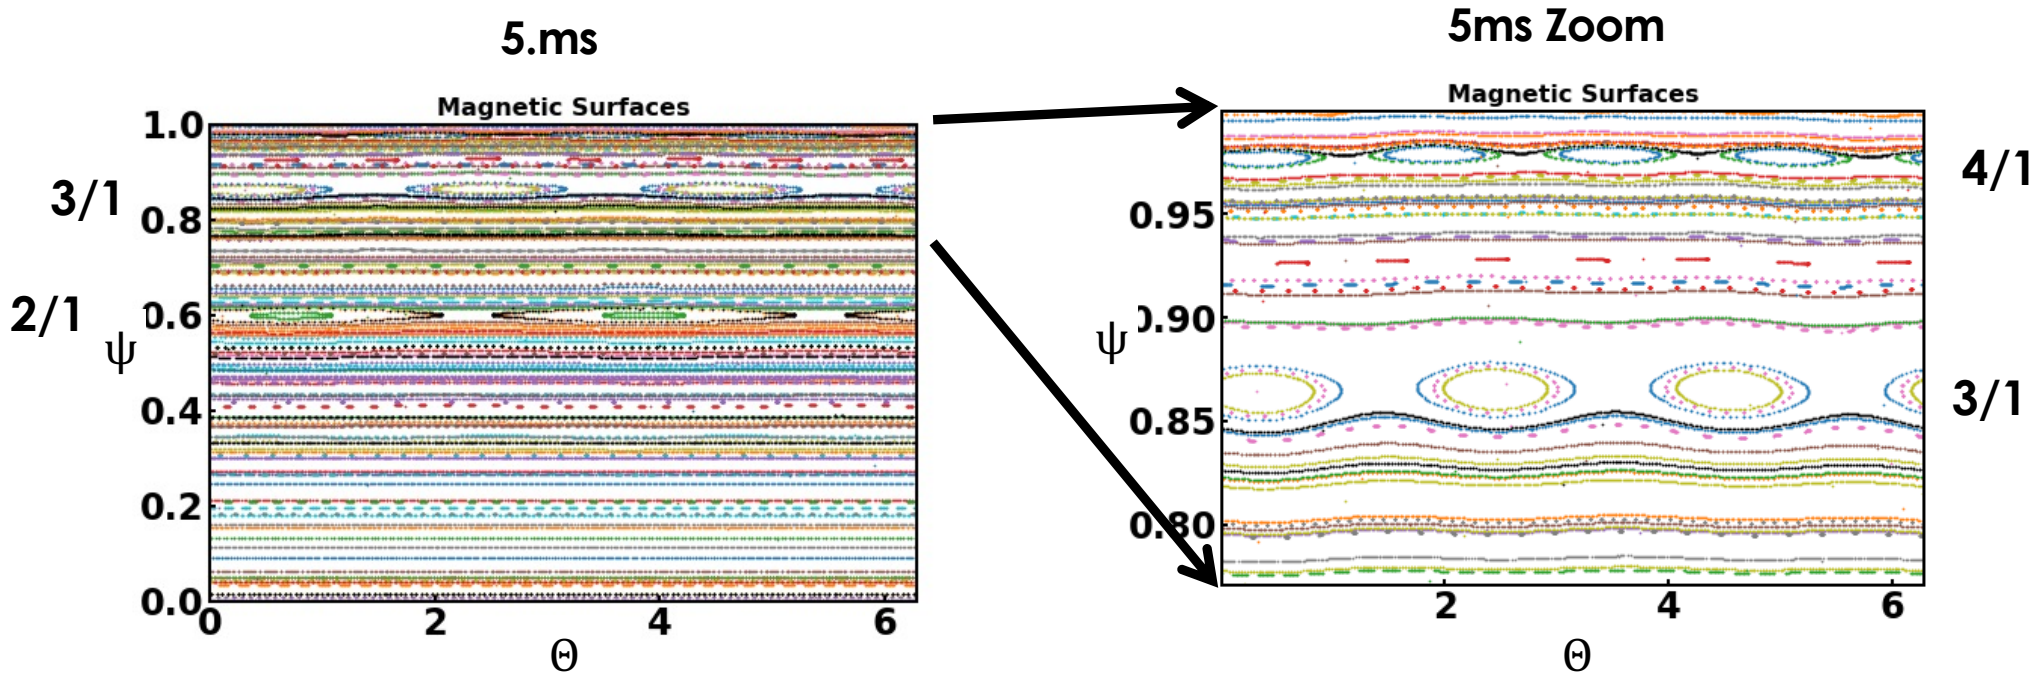 5.ms
5ms Zoom
Magnetic Surfaces
Magnetic Surfaces
1.0
3/1
0.8
2/1
0.6
ψ
0.4
0.2
0.0
0 2 4 6
Θ
4/1
0.95
0.90
ψ
3/1
0.85
0.80
2 4 6
Θ